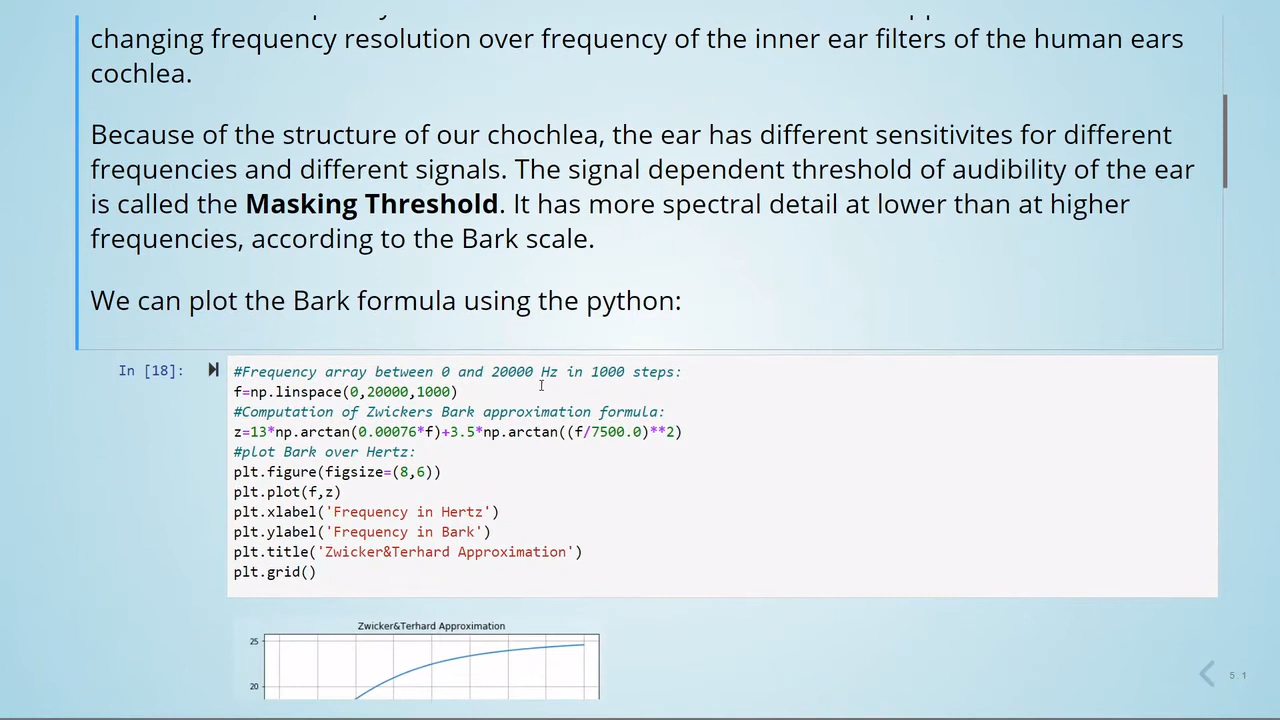 changing frequency resolution over frequency of the inner ear filters of the human ears
cochlea.
Because of the structure of our chochlea, the ear has different sensitivites for different
frequencies and different signals. The signal dependent threshold of audibility of the ear
is called the Masking Threshold. It has more spectral detail at lower than at higher
frequencies, according to the Bark scale.
We can plot the Bark formula using the python:
In [18]:
#Frequency array between 0 and 20000 Hz in 1000 steps:
f=np.linspace(0,20000,1000)
#Computation of Zwickers Bark approximation formula:
z=13*np.arctan(0.00076*f)+3.5*np.arctan((f/7500.0)**2)
#plot Bark over Hertz:
plt.figure(figsize=(8,6))
plt.plot(f,z)
plt.xlabel('Frequency in Hertz')
plt.ylabel('Frequency in Bark')
plt.title('Zwicker&Terhard Approximation')
plt.grid()
Zwicker&Terhard Approximation
25
20
5 1